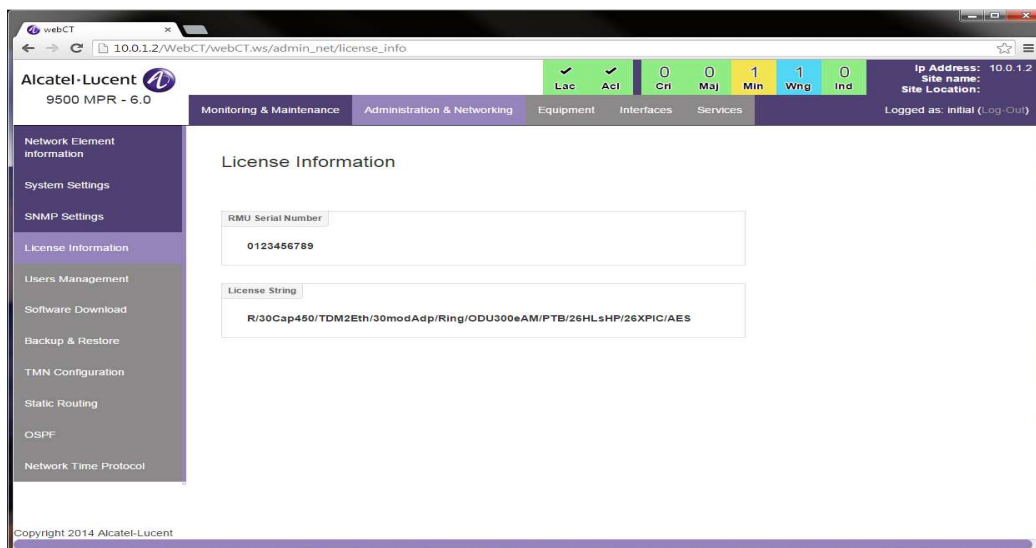 webCT
10.0.1.2/WebCT/webCT.ws/admin_net/license_info
Alcatel·Lucent
9500 MPR - 6.0
Lac
Acl
0 Cri
0 Maj
1 Min
1 Wng
0 Ind
Ip Address: 10.0.1.2
Site name:
Site Location:
Monitoring & Maintenance
Administration & Networking
Equipment
Interfaces
Services
Logged as: initial (Log-Out)
Network Element
information
System Settings
SNMP Settings
License Information
Users Management
Software Download
Backup & Restore
TMN Configuration
Static Routing
OSPF
Network Time Protocol
License Information
RMU Serial Number
0123456789
License String
R/30Cap450/TDM2Eth/30modAdp/Ring/ODU300eAM/PTB/26HLsHP/26XPIC/AES
Copyright 2014 Alcatel-Lucent